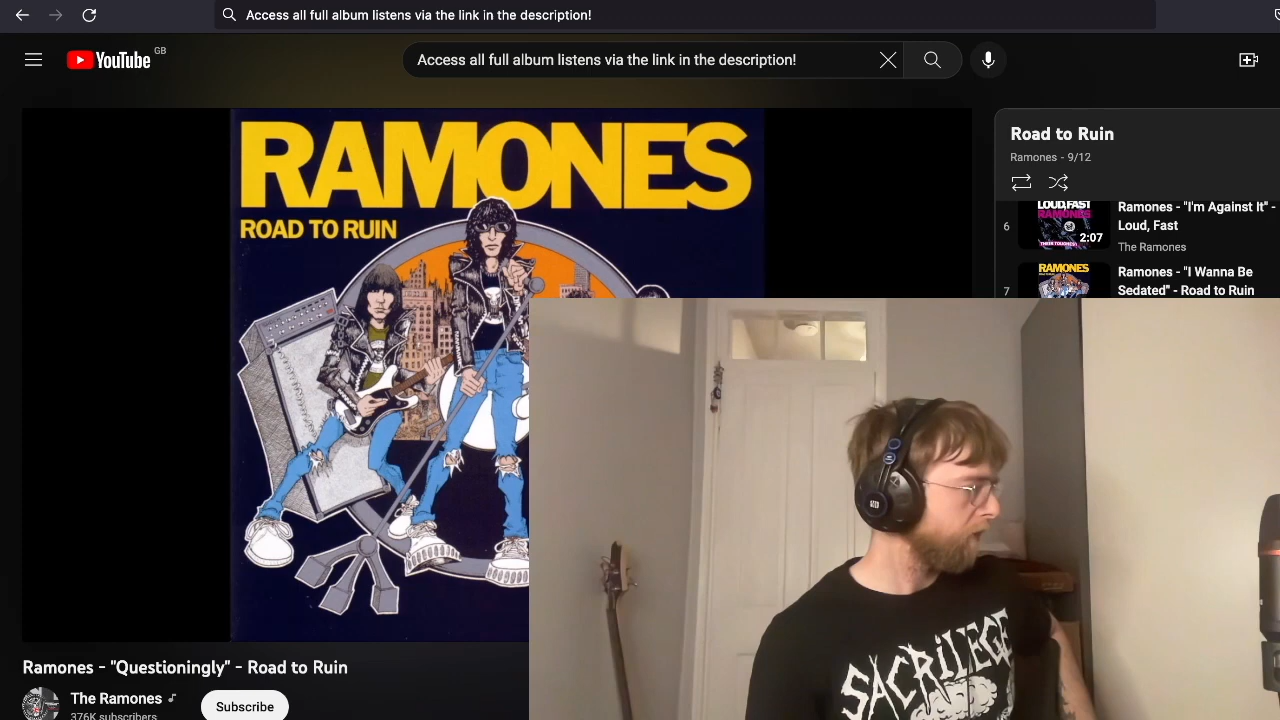 Access all full album listens via the link in the description!
YouTube GB
Access all full album listens via the link in the description!
RAMONES
ROAD TO RUIN
Road to Ruin
Ramones - 9/12
6
LOUD, FAST
RAMONES
2:07
Ramones - "I'm Against It" -
Loud, Fast
The Ramones
7
RAMONES
Ramones - "I Wanna Be
Sedated" - Road to Ruin
SACRILEGE
Ramones - "Questioningly" - Road to Ruin
The Ramones
376K subscribers
Subscribe